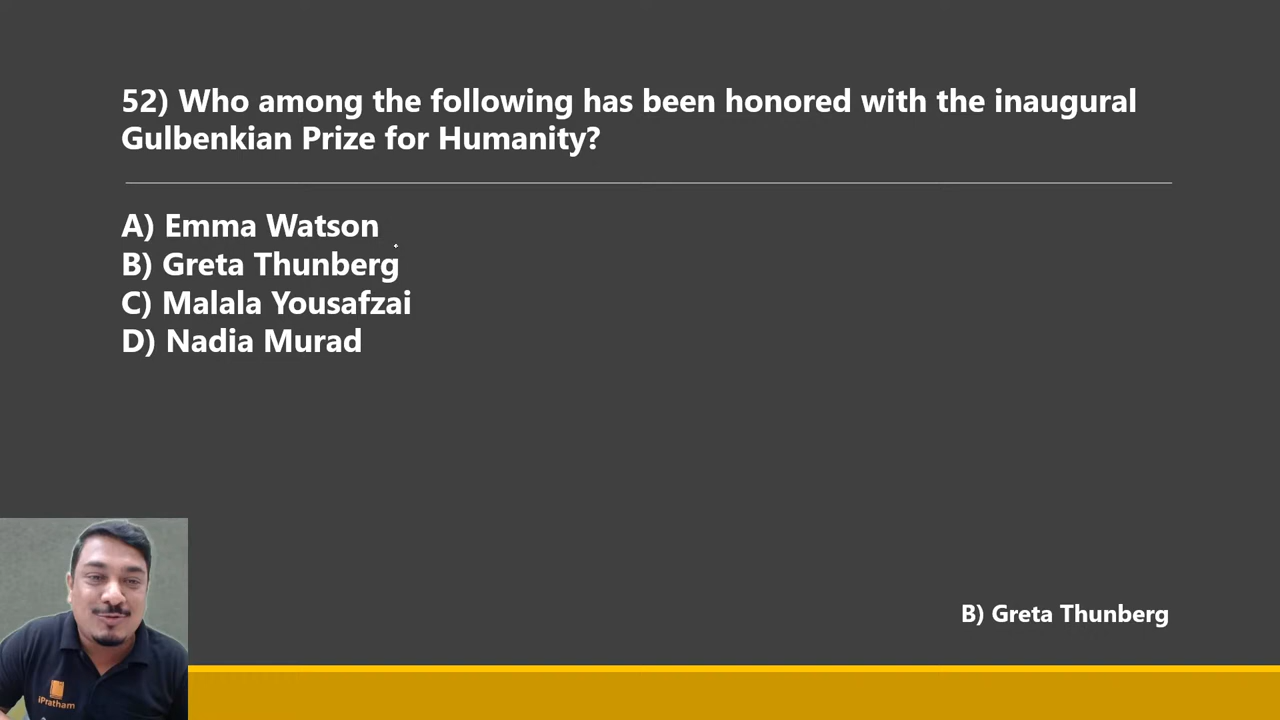 52) Who among the following has been honored with the inaugural
Gulbenkian Prize for Humanity?
A) Emma Watson
B) Greta Thunberg
C) Malala Yousafzai
D) Nadia Murad
B) Greta Thunberg
iPratham